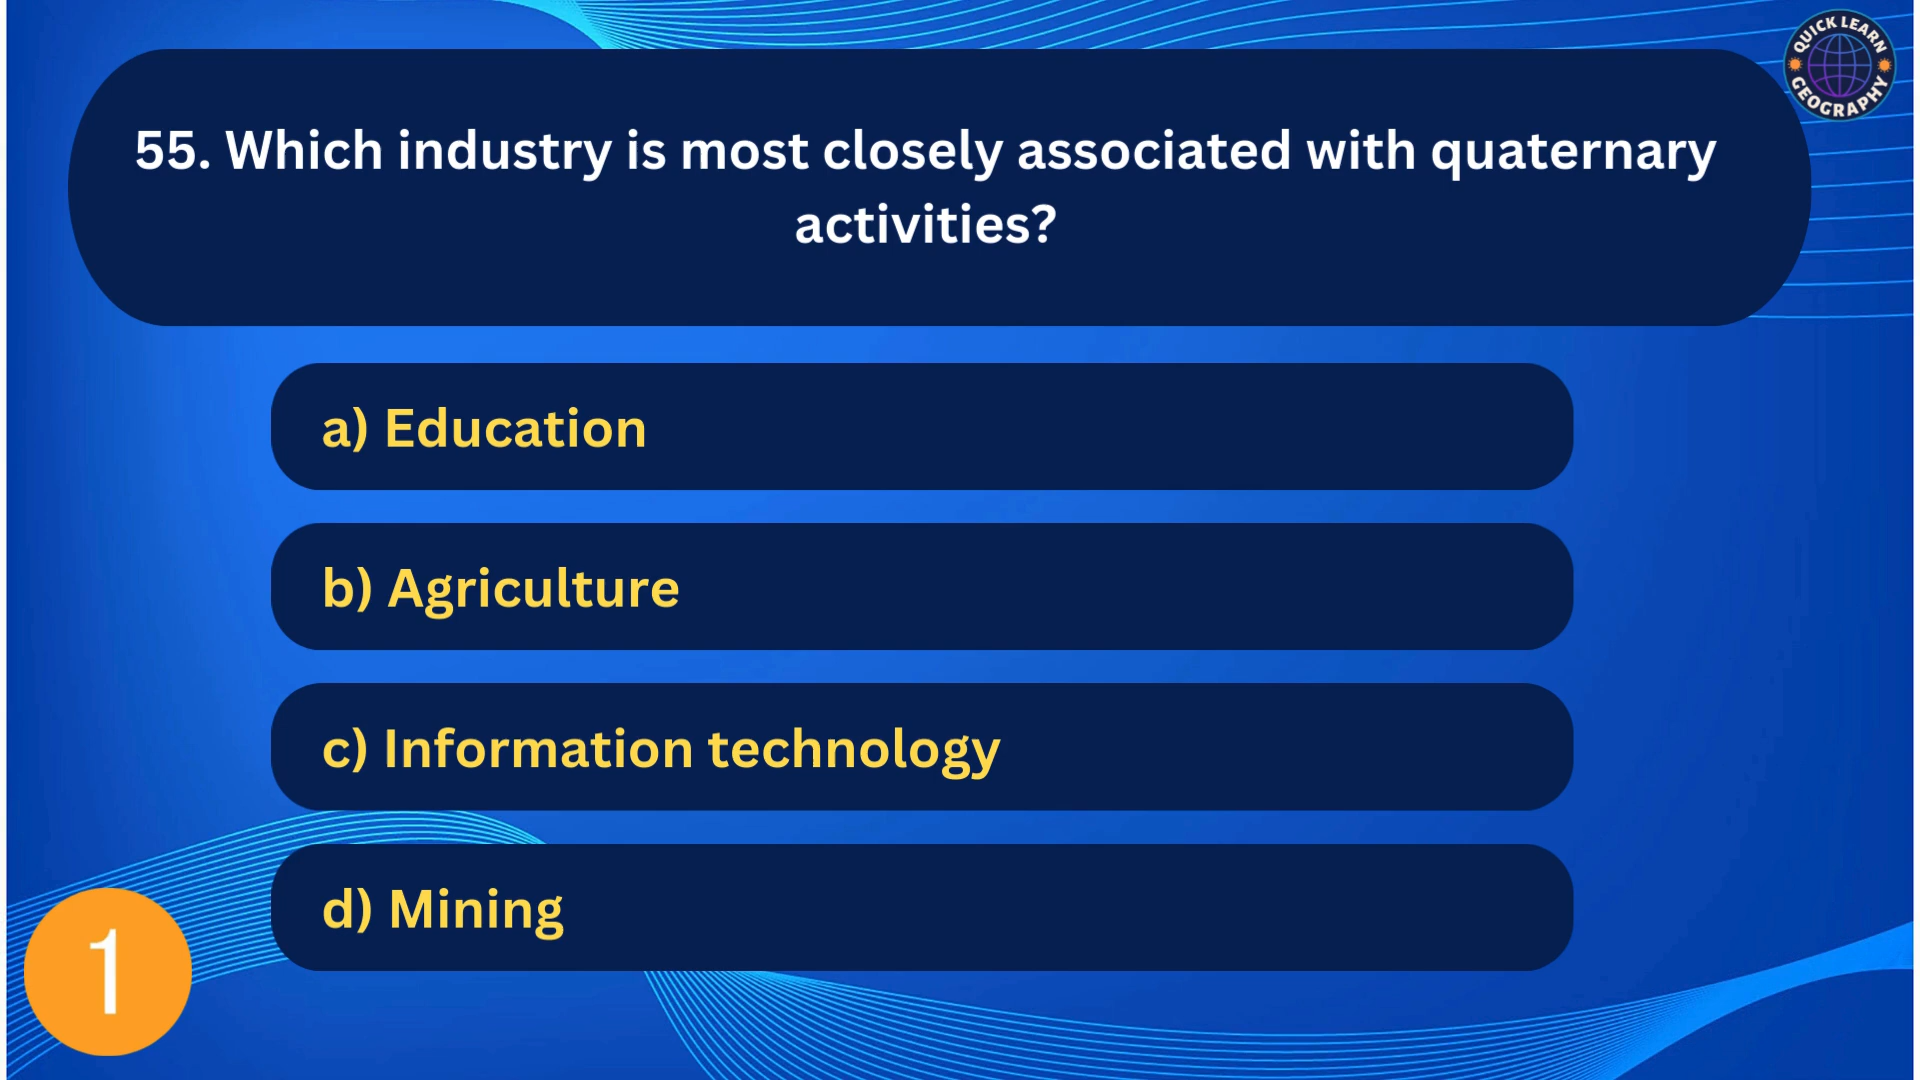 QUICK LEARN
GEOGRAPHY
55. Which industry is most closely associated with quaternary
activities?
a) Education
b) Agriculture
c) Information technology
d) Mining
1